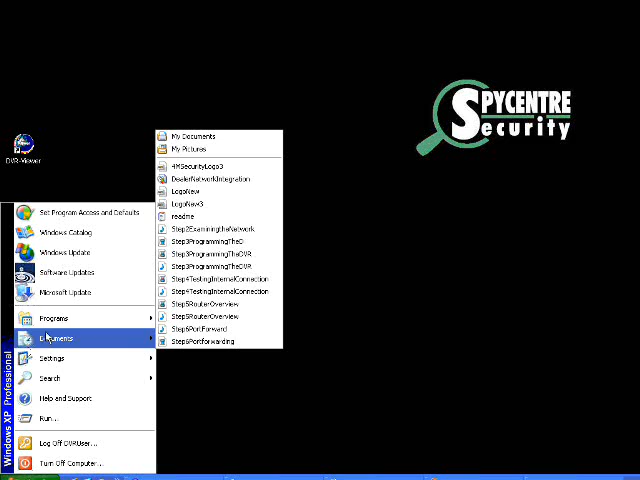 SPYCENTRE
Security
DVR-Viewer
My Documents
My Pictures
4MSecurityLogo3
DealerNetworkIntegration
LogoNew
LogoNew3
readme
Step2ExaminingtheNetwork
Step3ProgrammingTheD
Step3ProgrammingTheDVR
Step3ProgrammingTheDVR
Step4TestingInternalConnection
Step4TestingInternalConnection
Step5RouterOverview
Step5RouterOverview
Step6PortForward
Step6Portforwarding
Set Program Access and Defaults
Windows Catalog
Windows Update
Software Updates
Microsoft Update
Programs
Documents
Settings
Search
Help and Support
Run...
Log Off DVRUser...
Turn Off Computer...
Windows XP Professional